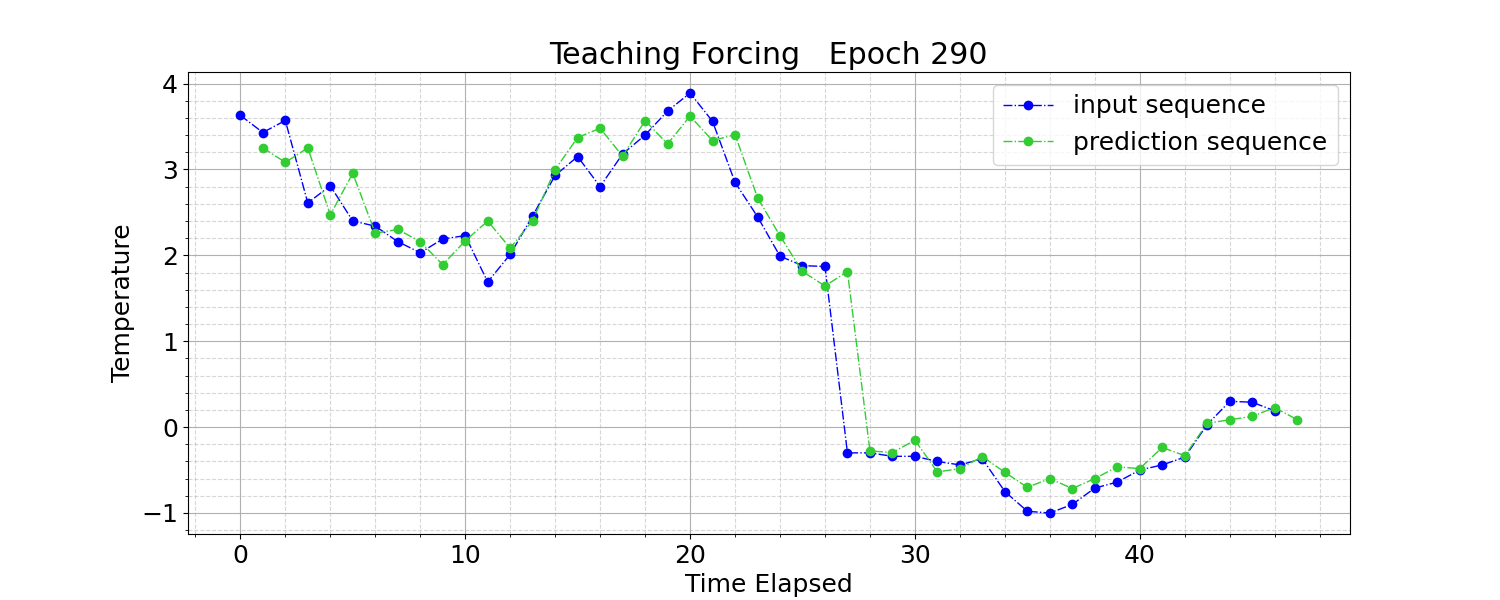 Teaching Forcing   Epoch 290
4
3
2
1
0
−1
Temperature
input sequence
prediction sequence
0 10 20 30 40
Time Elapsed